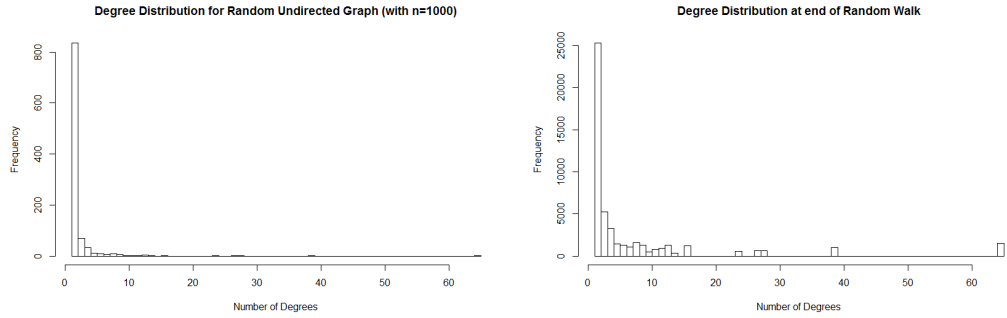 Degree Distribution for Random Undirected Graph (with n=1000)
Frequency
800
600
400
200
0
0 10 20 30 40 50 60
Number of Degrees
Degree Distribution at end of Random Walk
Frequency
25000
20000
15000
10000
5000
0
0 10 20 30 40 50 60
Number of Degrees